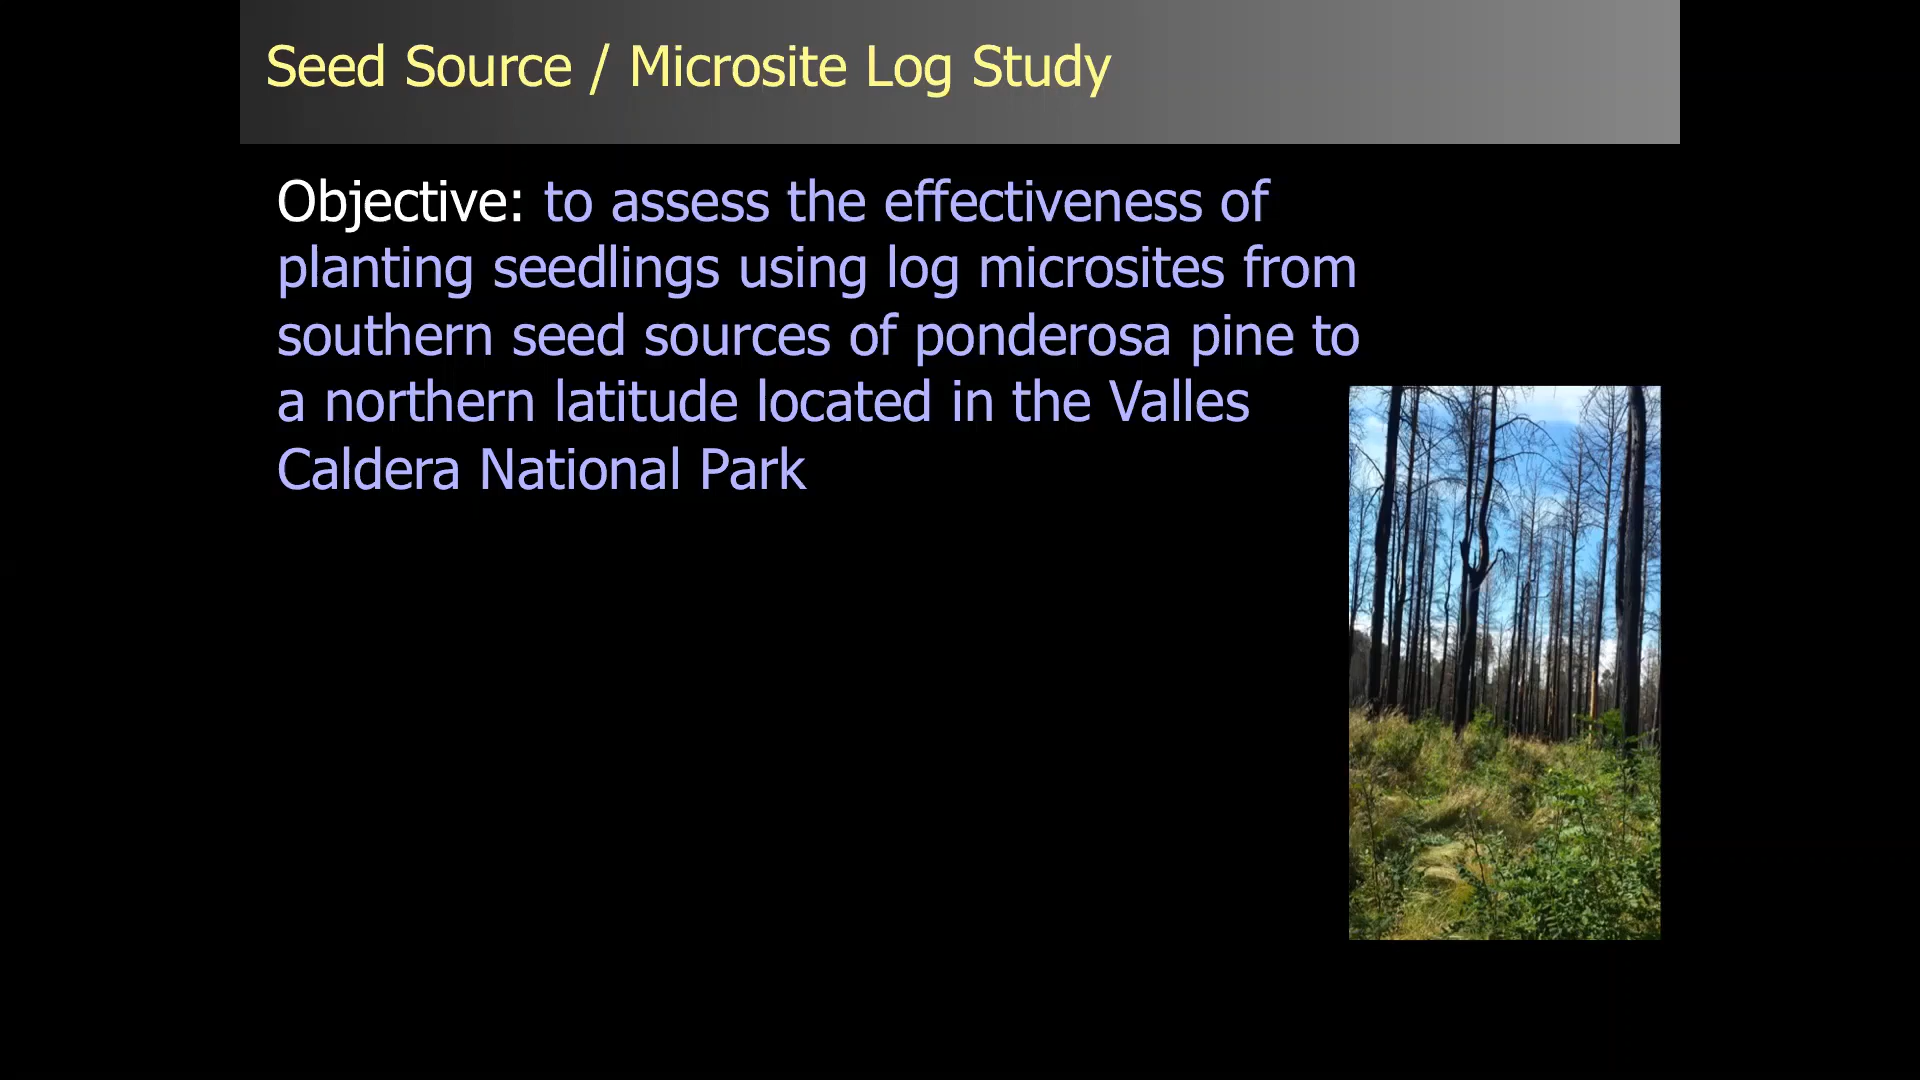 Seed Source / Microsite Log Study
Objective: to assess the effectiveness of
planting seedlings using log microsites from
southern seed sources of ponderosa pine to
a northern latitude located in the Valles
Caldera National Park